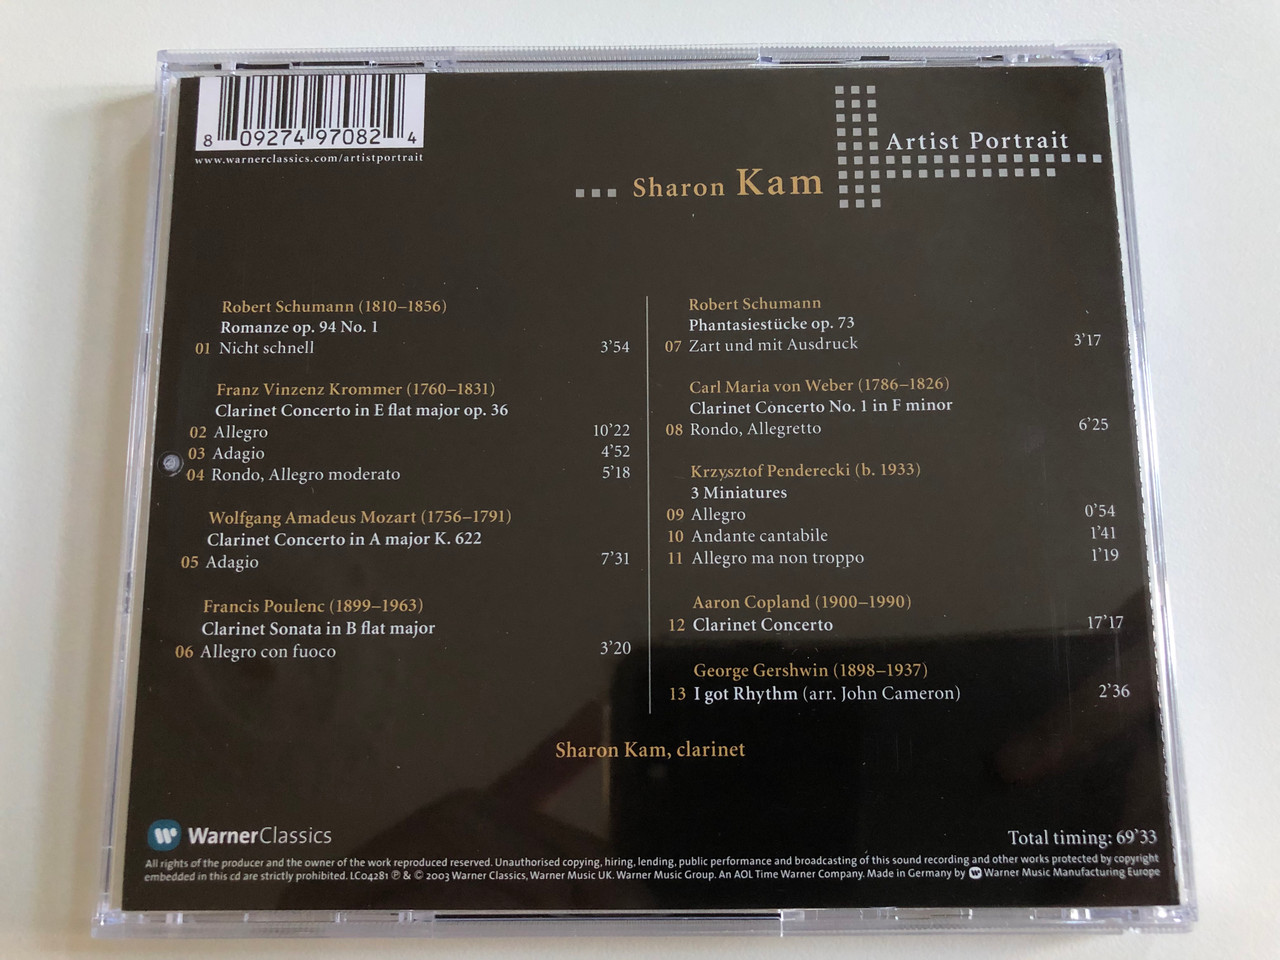 8 09274 97082 4
www.warnerclassics.com/artistportrait
Artist Portrait
Sharon Kam
Robert Schumann (1810–1856)
Romanze op. 94 No. 1
01 Nicht schnell 3’54
Franz Vinzenz Krommer (1760–1831)
Clarinet Concerto in E flat major op. 36
02 Allegro 10’22
03 Adagio 4’52
04 Rondo, Allegro moderato 5’18
Wolfgang Amadeus Mozart (1756–1791)
Clarinet Concerto in A major K. 622
05 Adagio 7’31
Francis Poulenc (1899–1963)
Clarinet Sonata in B flat major
06 Allegro con fuoco 3’20
Robert Schumann
Phantasiestücke op. 73
07 Zart und mit Ausdruck 3’17
Carl Maria von Weber (1786–1826)
Clarinet Concerto No. 1 in F minor
08 Rondo, Allegretto 6’25
Krzysztof Penderecki (b. 1933)
3 Miniatures
09 Allegro 0’54
10 Andante cantabile 1’41
11 Allegro ma non troppo 1’19
Aaron Copland (1900–1990)
12 Clarinet Concerto 17’17
George Gershwin (1898–1937)
13 I got Rhythm (arr. John Cameron) 2’36
Sharon Kam, clarinet
WarnerClassics
Total timing: 69’33
All rights of the producer and the owner of the work reproduced reserved. Unauthorised copying, hiring, lending, public performance and broadcasting of this sound recording and other works protected by copyright
embedded in this cd are strictly prohibited. LC04281 ℗ & © 2003 Warner Classics, Warner Music UK. Warner Music Group. An AOL Time Warner Company. Made in Germany by Warner Music Manufacturing Europe